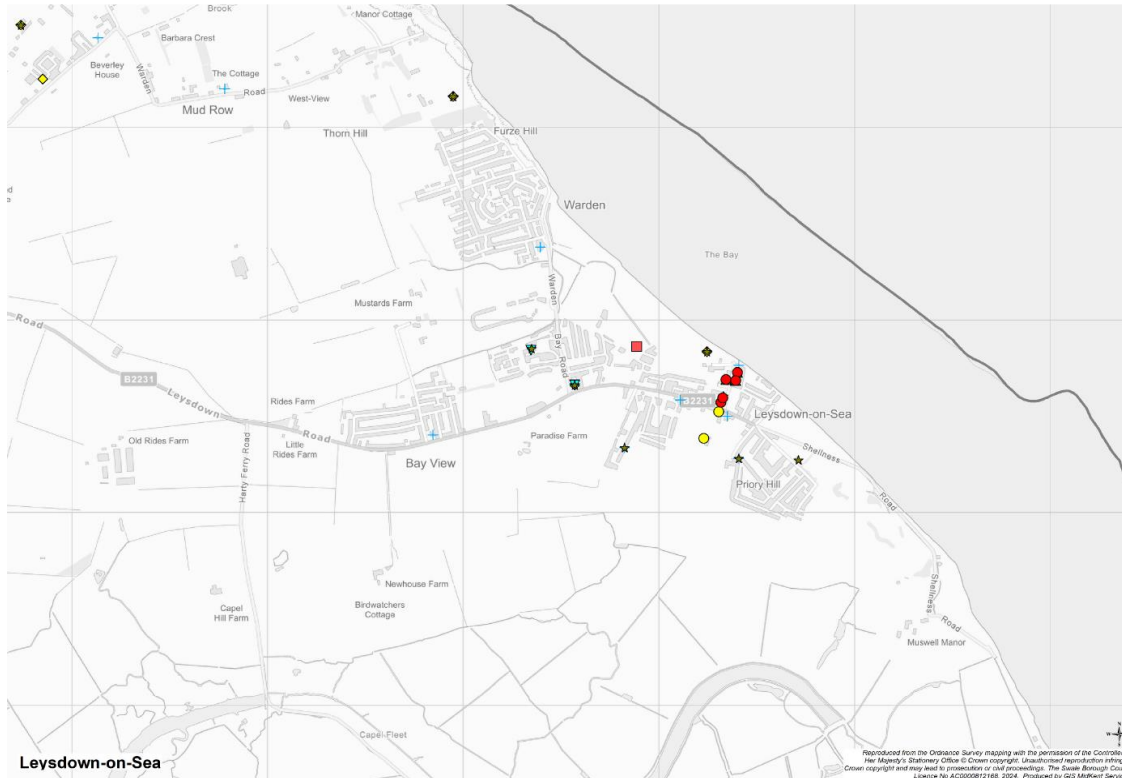 Brook
Manor Cottage
Barbara Crest
Beverley
House
Warden
The Cottage
Road
West-View
Mud Row
Thorn Hill
Furze Hill
Warden
The Bay
Warden
Mustards Farm
Bay
Road
Road
B2231
Leysdown
Rides Farm
B2231
Leysdown-on-Sea
Old Rides Farm
Little
Rides Farm
Road
Paradise Farm
Shellness
Bay View
Harty Ferry Road
Priory Hill
Road
Newhouse Farm
Birdwatchers
Cottage
Capel
Hill Farm
Shellness
Road
Muswell Manor
Capel Fleet
Leysdown-on-Sea
Reproduced from the Ordnance Survey mapping with the permission of the Controlle
Her Majesty's Stationery Office © Crown copyright. Unauthorised reproduction infring
Crown copyright and may lead to prosecution or civil proceedings. The Swale Borough Cou
Licence No AC0000812168, 2024. Produced by GIS MidKent Servi